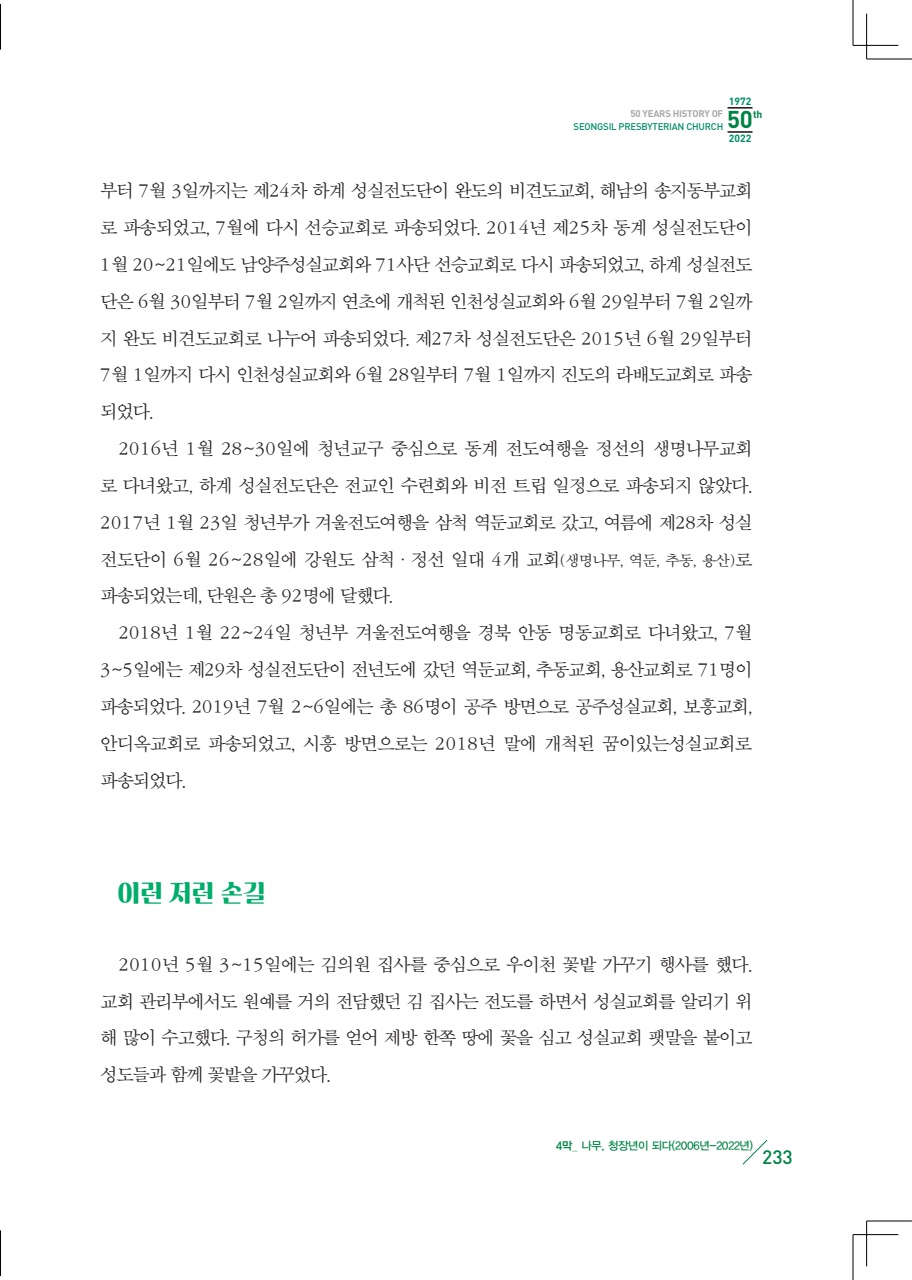 1972
50 YEARS HISTORY OF
SEONGSIL PRESBYTERIAN CHURCH
50th
2022
부터 7월 3일까지는 제24차 하계 성실전도단이 완도의 비견도교회, 해남의 송지동부교회
로 파송되었고, 7월에 다시 선승교회로 파송되었다. 2014년 제25차 동계 성실전도단이
1월 20~21일에도 남양주성실교회와 71사단 선승교회로 다시 파송되었고, 하계 성실전도
단은 6월 30일부터 7월 2일까지 연초에 개척된 인천성실교회와 6월 29일부터 7월 2일까
지 완도 비견도교회로 나누어 파송되었다. 제27차 성실전도단은 2015년 6월 29일부터
7월 1일까지 다시 인천성실교회와 6월 28일부터 7월 1일까지 진도의 라배도교회로 파송
되었다.
2016년 1월 28~30일에 청년교구 중심으로 동계 전도여행을 정선의 생명나무교회
로 다녀왔고, 하계 성실전도단은 전교인 수련회와 비전 트립 일정으로 파송되지 않았다.
2017년 1월 23일 청년부가 겨울전도여행을 삼척 역둔교회로 갔고, 여름에 제28차 성실
전도단이 6월 26~28일에 강원도 삼척 · 정선 일대 4개 교회(생명나무, 역둔, 추동, 용산)로
파송되었는데, 단원은 총 92명에 달했다.
2018년 1월 22~24일 청년부 겨울전도여행을 경북 안동 명동교회로 다녀왔고, 7월
3~5일에는 제29차 성실전도단이 전년도에 갔던 역둔교회, 추동교회, 용산교회로 71명이
파송되었다. 2019년 7월 2~6일에는 총 86명이 공주 방면으로 공주성실교회, 보흥교회,
안디옥교회로 파송되었고, 시흥 방면으로는 2018년 말에 개척된 꿈이있는성실교회로
파송되었다.
이런 저런 손길
2010년 5월 3~15일에는 김의원 집사를 중심으로 우이천 꽃밭 가꾸기 행사를 했다.
교회 관리부에서도 원예를 거의 전담했던 김 집사는 전도를 하면서 성실교회를 알리기 위
해 많이 수고했다. 구청의 허가를 얻어 제방 한쪽 땅에 꽃을 심고 성실교회 팻말을 붙이고
성도들과 함께 꽃밭을 가꾸었다.
4막_ 나무, 청장년이 되다(2006년-2022년)
233